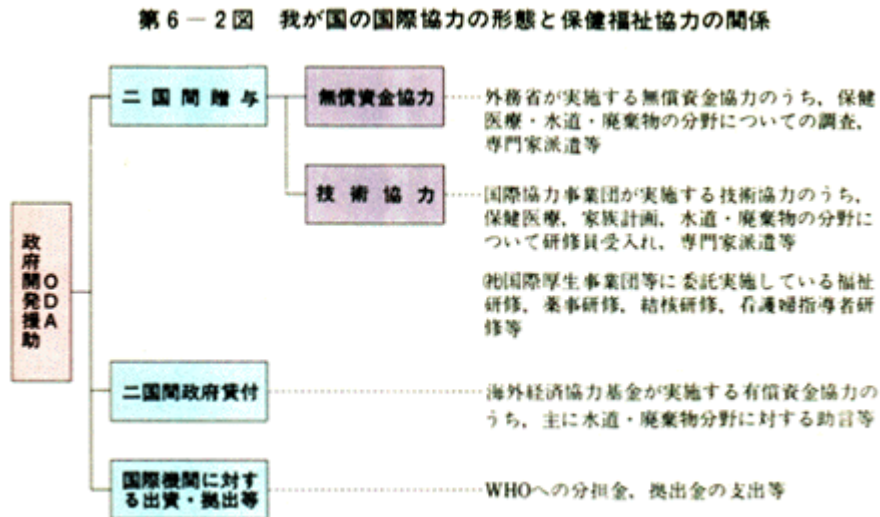 第6-2図 我が国の国際協力の形態と保健福祉協力の関係
政府開発援助
ODA
二国間贈与
無償資金協力
外務省が実施する無償資金協力のうち，保健
医療・水道・廃棄物の分野についての調査，
専門家派遣等
技術協力
国際協力事業団が実施する技術協力のうち，
保健医療，家族計画，水道・廃棄物の分野に
ついて研修員受入れ，専門家派遣等
㈳国際厚生事業団等に委託実施している福祉
研修，薬事研修，結核研修，看護婦指導者研
修等
二国間政府貸付
海外経済協力基金が実施する有償資金協力の
うち，主に水道・廃棄物分野に対する助言等
国際機関に対す
る出資・拠出等
WHOへの分担金，拠出金の支出等